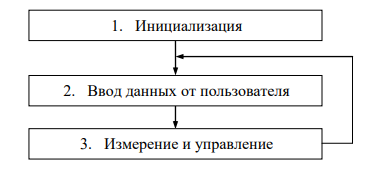 1. Инициализация
2. Ввод данных от пользователя
3. Измерение и управление